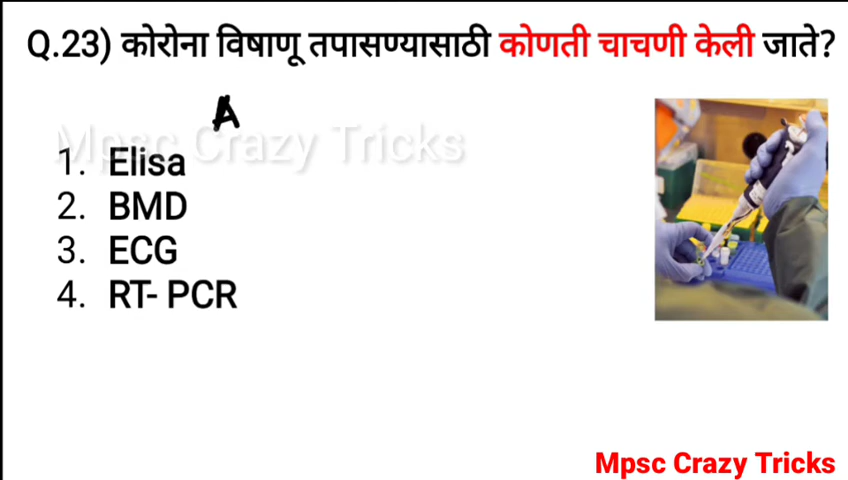 Q.23) कोरोना विषाणू तपासण्यासाठी कोणती चाचणी केली जाते?
A
Mpsc Crazy Tricks
1. Elisa
2. BMD
3. ECG
4. RT- PCR
Mpsc Crazy Tricks